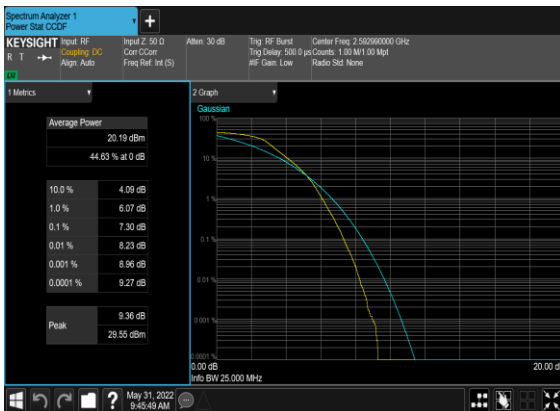 Spectrum Analyzer 1
Power Stat CCDF
KEYSIGHT
R T
LV
Input: RF
Coupling: DC
Align: Auto
Input Z: 50 Ω
Corr CCorr
Freq Ref: Int (S)
Atten: 30 dB
Trig: RF Burst
Trig Delay: 500.0 µs
#IF Gain: Low
Center Freq: 2.592990000 GHz
Counts: 1.00 M/1.00 Mpt
Radio Std: None
1 Metrics
Average Power
20.19 dBm
44.63 % at 0 dB
10.0 % 4.09 dB
1.0 % 6.07 dB
0.1 % 7.30 dB
0.01 % 8.23 dB
0.001 % 8.96 dB
0.0001 % 9.27 dB
Peak
9.36 dB
29.55 dBm
2 Graph
Gaussian
100 %
10 %
1 %
0.1 %
0.01 %
0.001 %
0.0001 %
0.00 dB
20.00 d
Info BW 25.000 MHz
?
May 31, 2022
9:45:49 AM